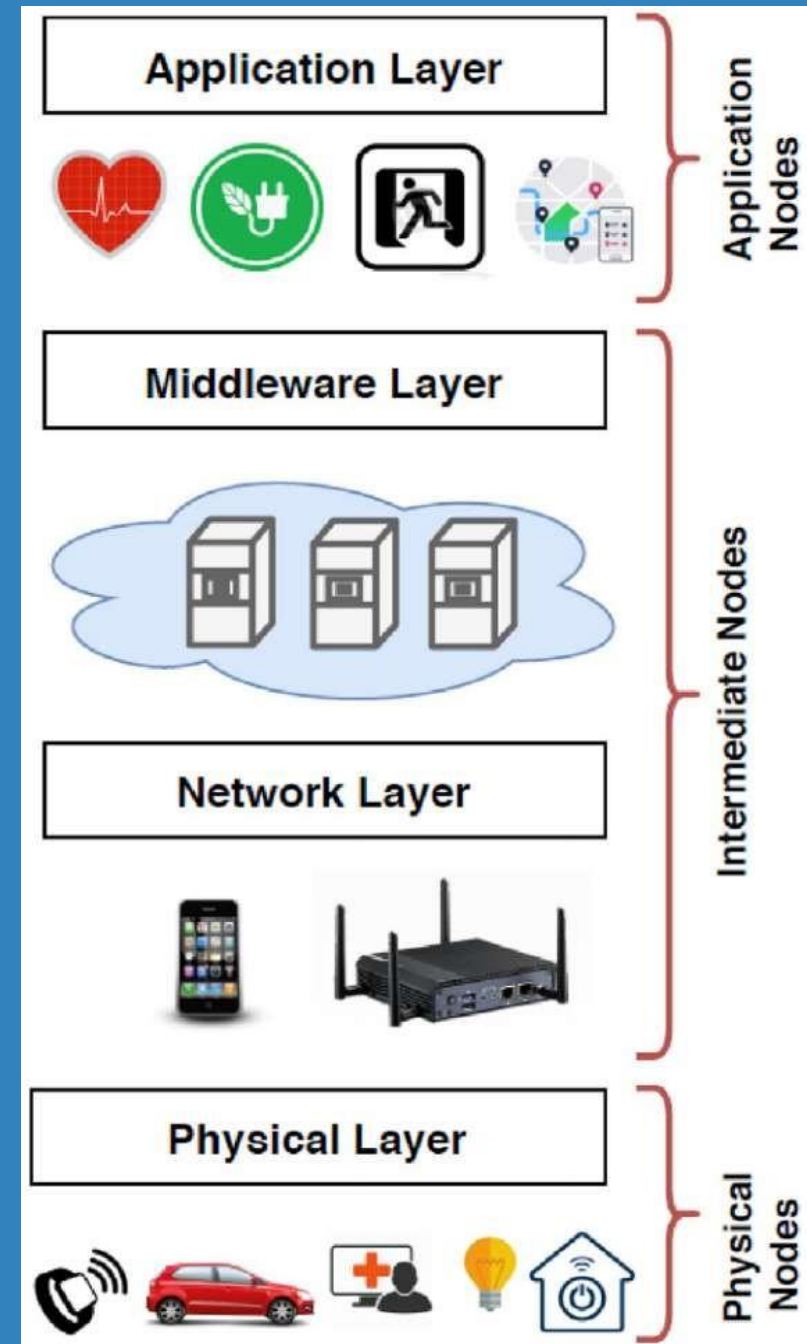 Application Layer
Application
Nodes
Middleware Layer
Intermediate Nodes
Network Layer
Physical Layer
Physical
Nodes